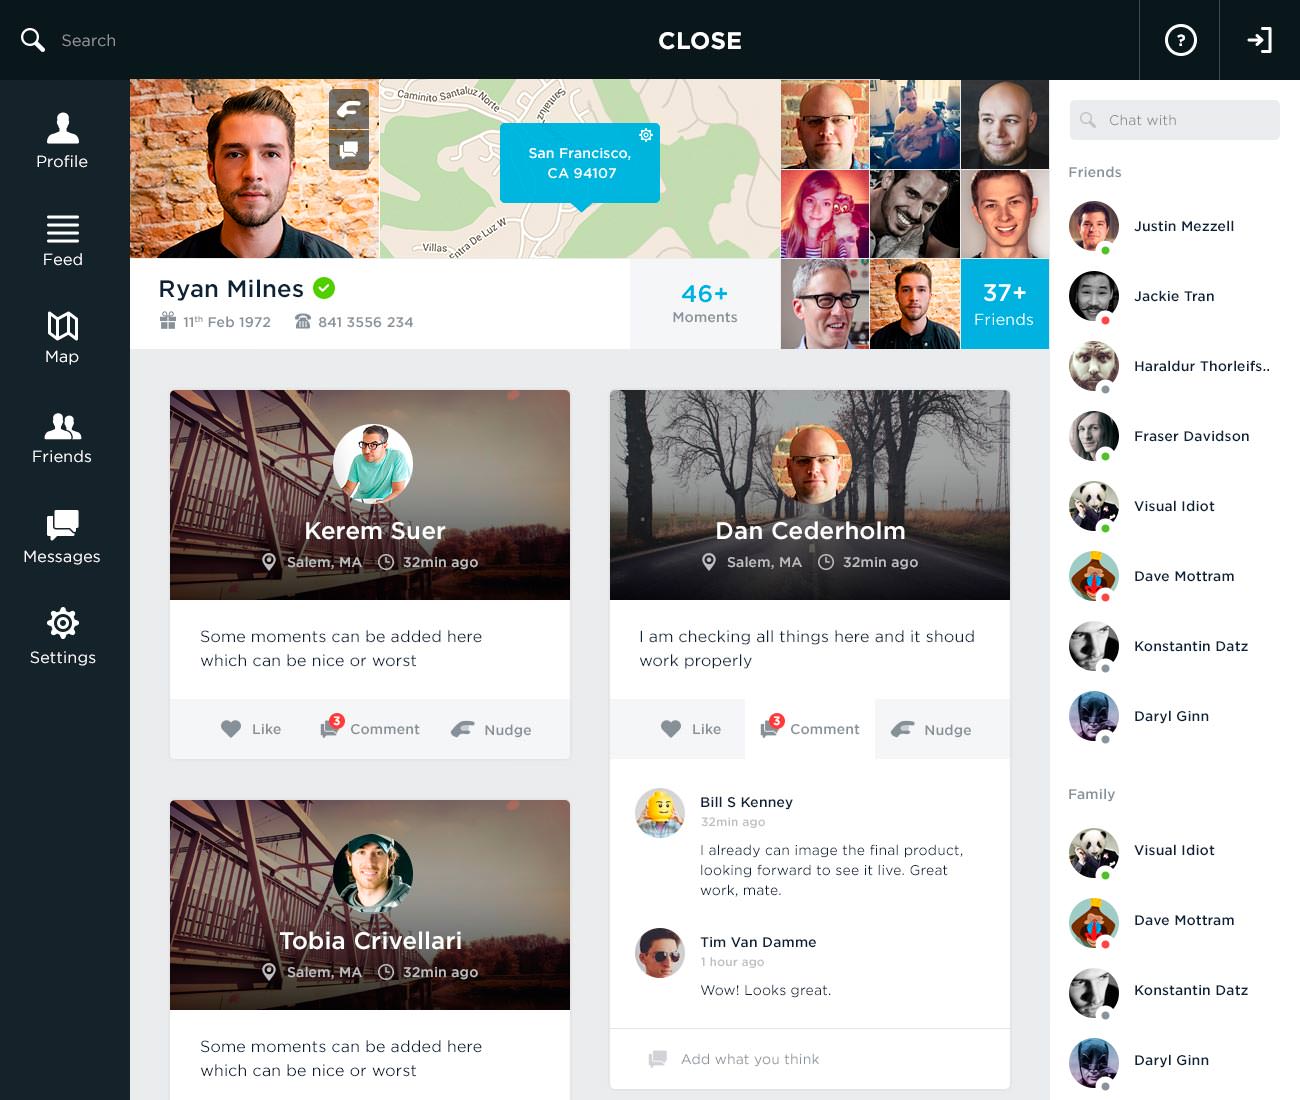 Search
CLOSE
?
Profile
Feed
Map
Friends
Messages
Settings
Caminito Santaluz Norte
Santaluz
San Francisco,
CA 94107
Villas
Entra De Luz W
Ryan Milnes
11th Feb 1972
841 3556 234
46+
Moments
37+
Friends
Kerem Suer
Salem, MA
32min ago
Some moments can be added here
which can be nice or worst
Like
3
Comment
Nudge
Tobia Crivellari
Salem, MA
32min ago
Some moments can be added here
which can be nice or worst
Dan Cederholm
Salem, MA
32min ago
I am checking all things here and it shoud
work properly
Like
3
Comment
Nudge
Bill S Kenney
32min ago
I already can image the final product,
looking forward to see it live. Great
work, mate.
Tim Van Damme
1 hour ago
Wow! Looks great.
Add what you think
Chat with
Friends
Justin Mezzell
Jackie Tran
Haraldur Thorleifs..
Fraser Davidson
Visual Idiot
Dave Mottram
Konstantin Datz
Daryl Ginn
Family
Visual Idiot
Dave Mottram
Konstantin Datz
Daryl Ginn